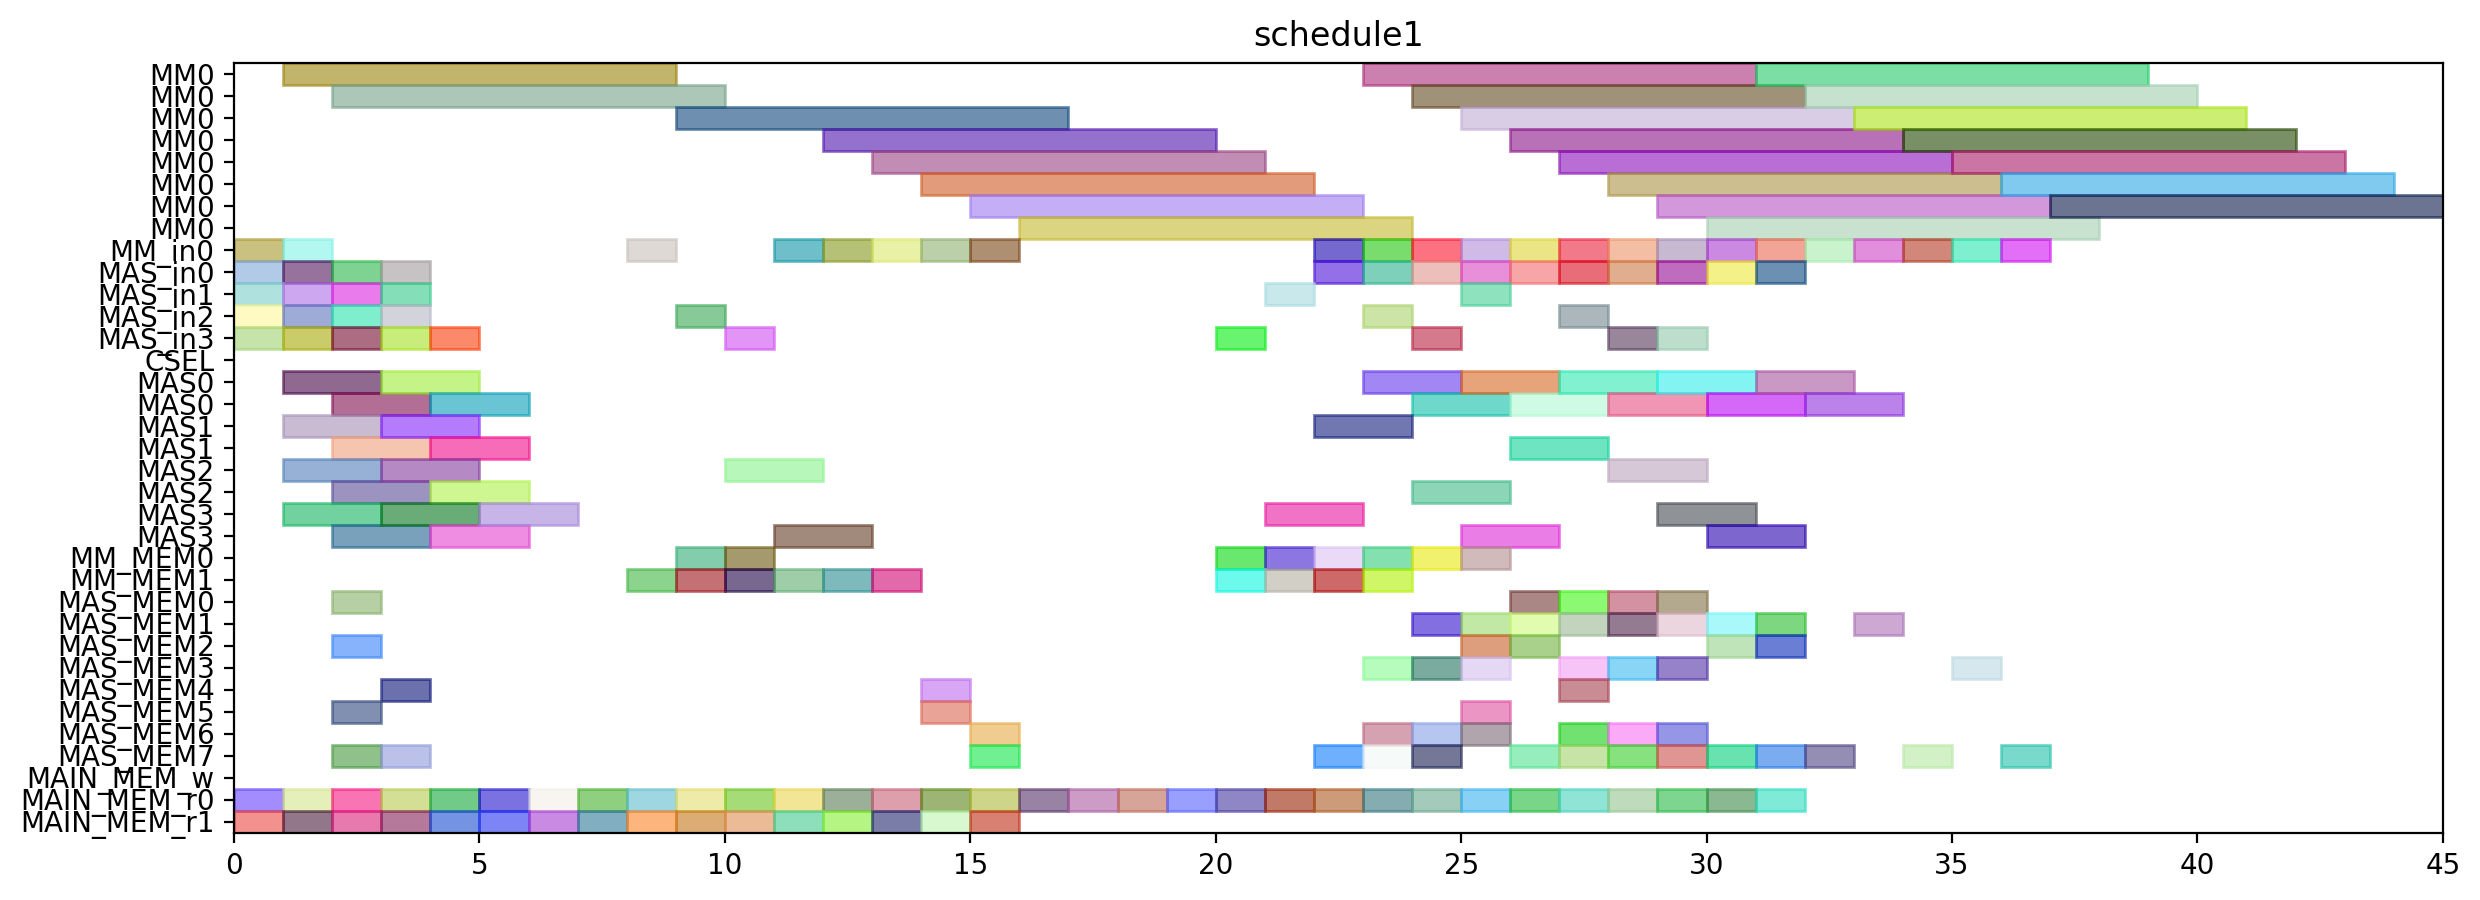 schedule1
MM0
MM0
MM0
MM0
MM0
MM0
MM0
MM0
MM_in0
MAS_in0
MAS_in1
MAS_in2
MAS_in3
CSEL
MAS0
MAS0
MAS1
MAS1
MAS2
MAS2
MAS3
MAS3
MM_MEM0
MM_MEM1
MAS_MEM0
MAS_MEM1
MAS_MEM2
MAS_MEM3
MAS_MEM4
MAS_MEM5
MAS_MEM6
MAS_MEM7
MAIN_MEM_w
MAIN_MEM_r0
MAIN_MEM_r1
0 5 10 15 20 25 30 35 40 45